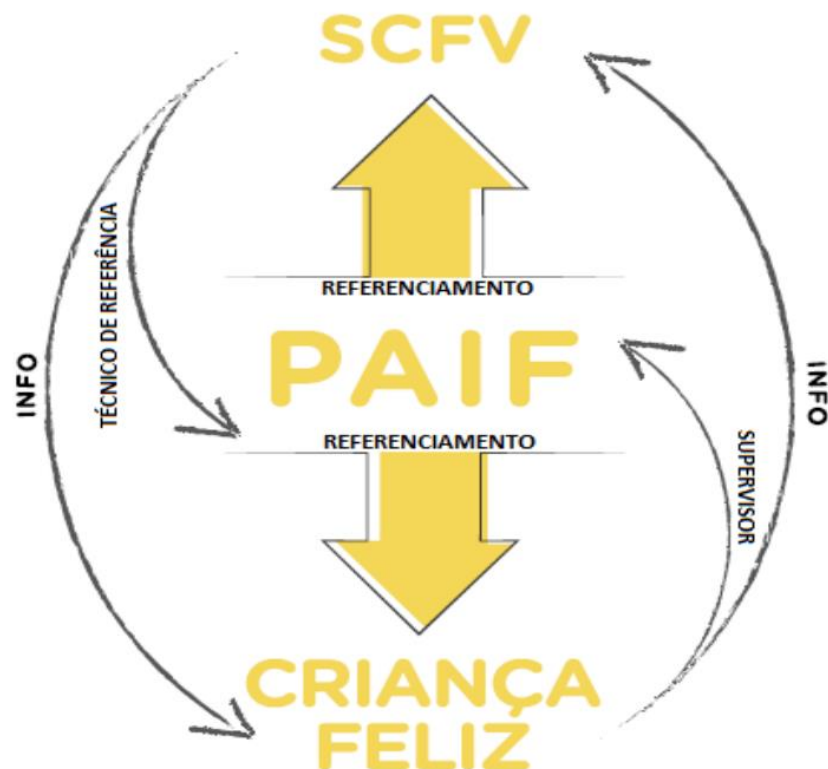 SCFV
TÉCNICO DE REFERÊNCIA
INFO
REFERENCIAMENTO
PAIF
REFERENCIAMENTO
INFO
SUPERVISOR
CRIANÇA
FELIZ